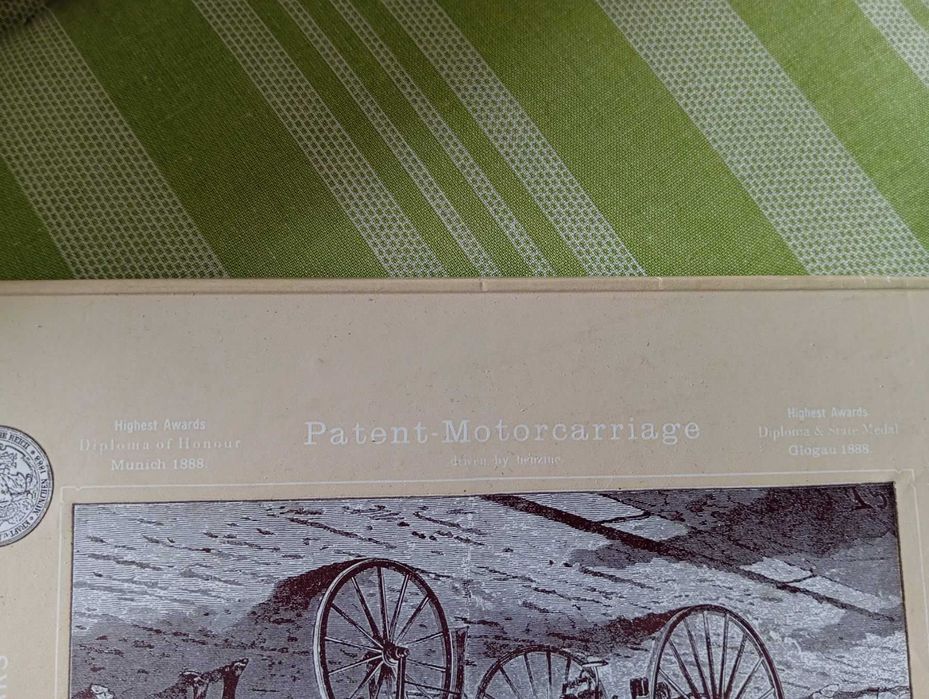 Highest Awards
Diploma of Honour
Munich 1888.
Patent-Motorcarriage
driven by benzine.
Highest Awards
Diploma & State Medal
Glogau 1888.